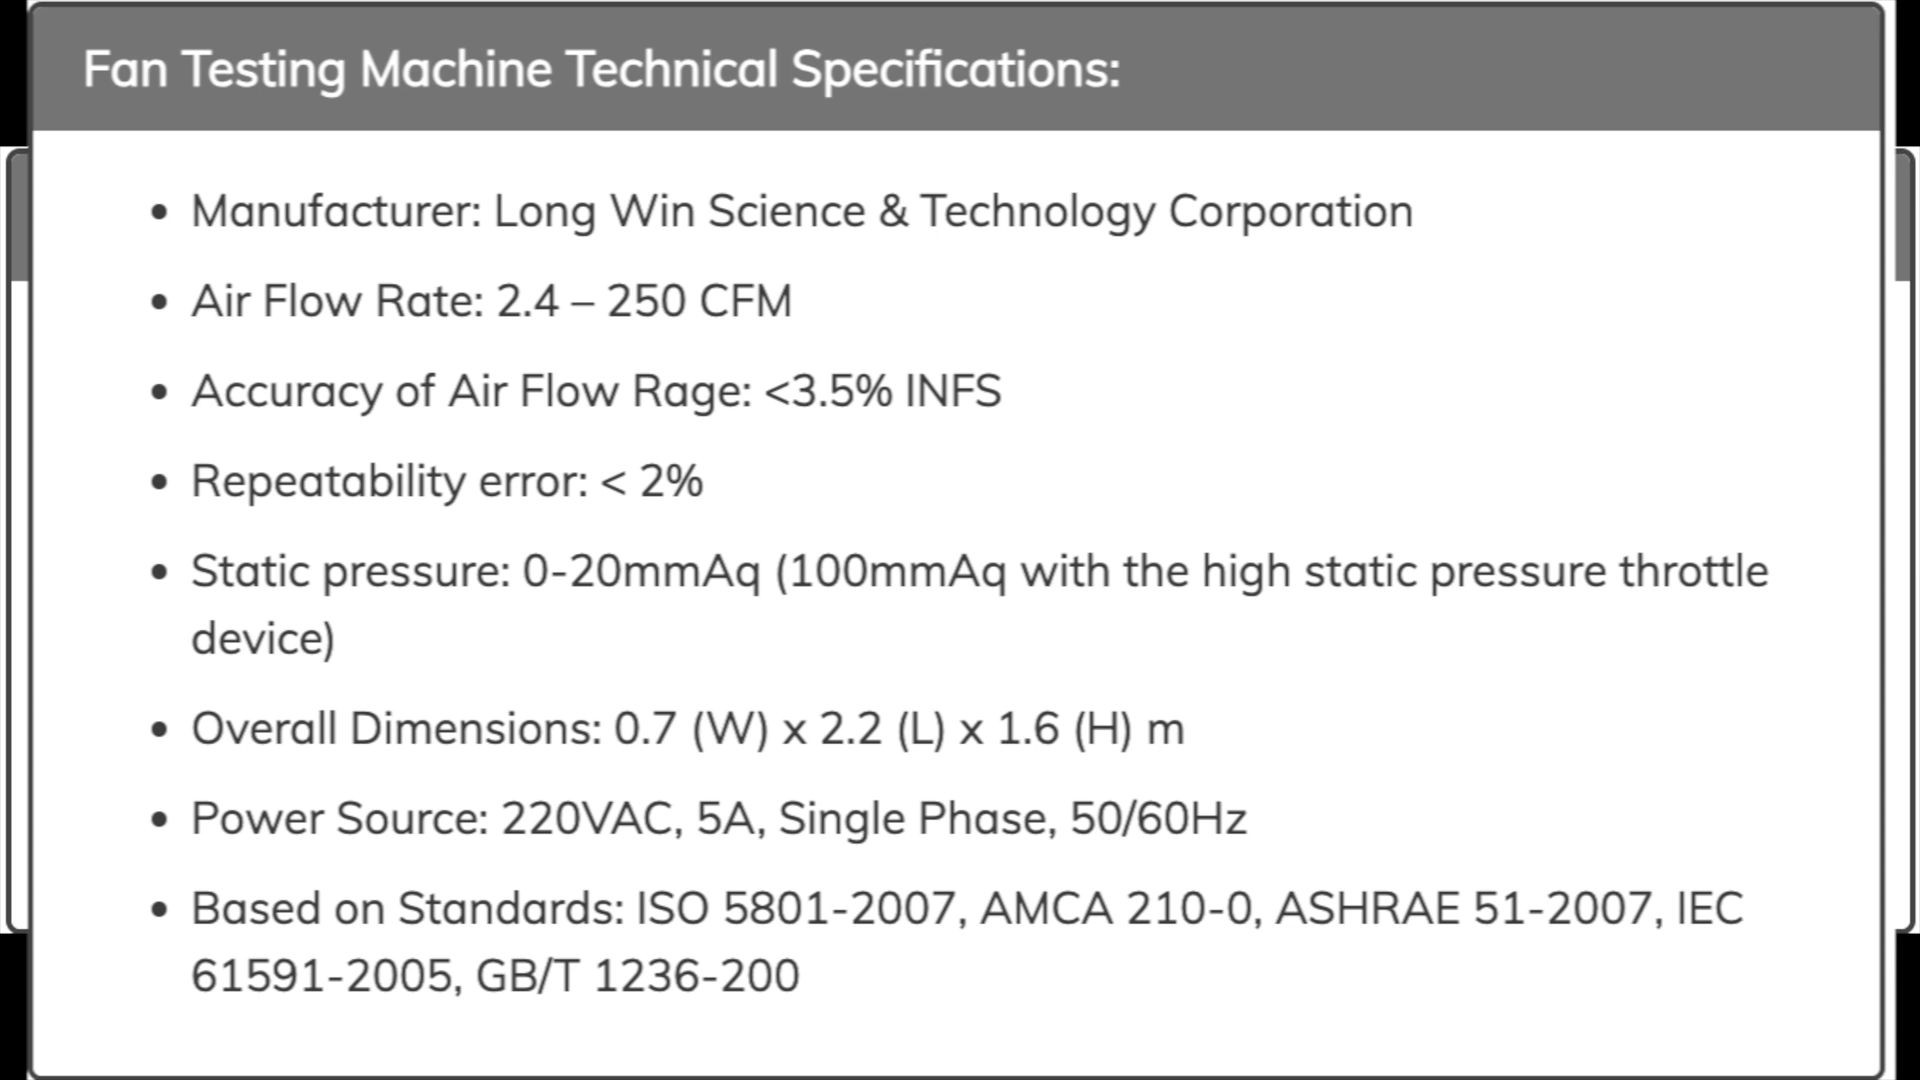 Fan Testing Machine Technical Specifications:
• Manufacturer: Long Win Science & Technology Corporation
• Air Flow Rate: 2.4 – 250 CFM
• Accuracy of Air Flow Rage: <3.5% INFS
• Repeatability error: < 2%
• Static pressure: 0-20mmAq (100mmAq with the high static pressure throttle
device)
• Overall Dimensions: 0.7 (W) x 2.2 (L) x 1.6 (H) m
• Power Source: 220VAC, 5A, Single Phase, 50/60Hz
• Based on Standards: ISO 5801-2007, AMCA 210-0, ASHRAE 51-2007, IEC
61591-2005, GB/T 1236-200